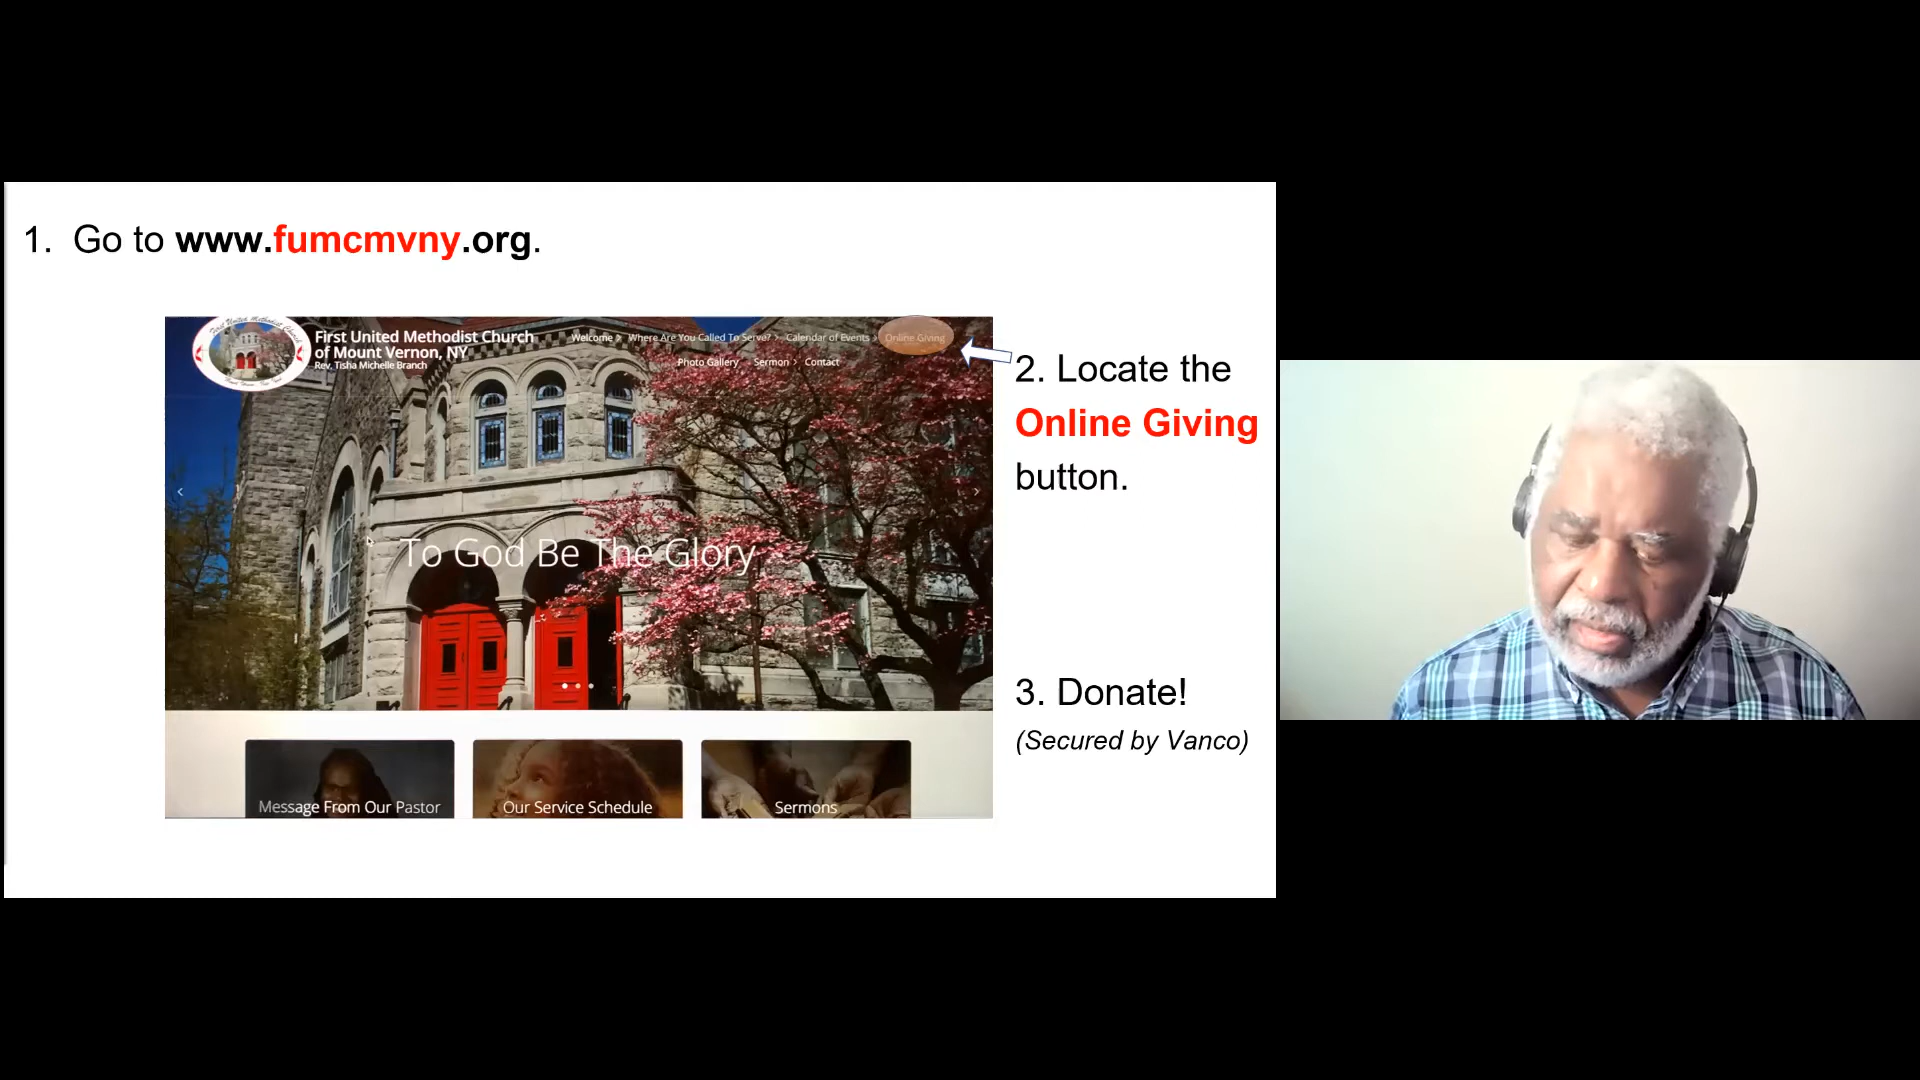 1. Go to www.fumcmvny.org.
First United Methodist Church
of Mount Vernon, NY
Rev. Tisha Michelle Branch
Welcome > Where Are You Called To Serve? > Calendar of Events > Online Giving
Photo Gallery Sermon > Contact
To God Be The Glory
Message From Our Pastor
Our Service Schedule
Sermons
2. Locate the
Online Giving
button.
3. Donate!
(Secured by Vanco)